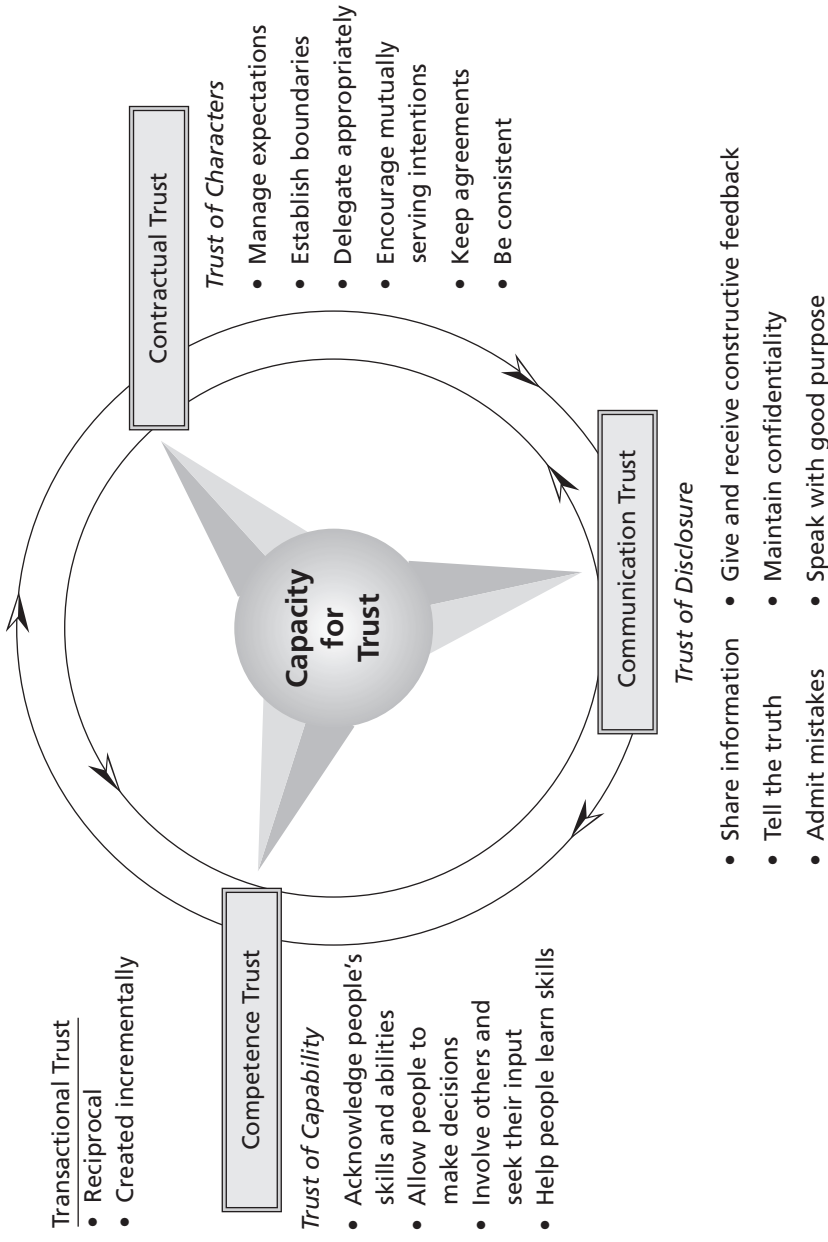 Transactional Trust
• Reciprocal
• Created incrementally
Competence Trust
Trust of Capability
• Acknowledge people's
skills and abilities
• Allow people to
make decisions
• Involve others and
seek their input
• Help people learn skills
Capacity
for
Trust
Contractual Trust
Trust of Characters
• Manage expectations
• Establish boundaries
• Delegate appropriately
• Encourage mutually
serving intentions
• Keep agreements
• Be consistent
Communication Trust
Trust of Disclosure
• Share information
• Tell the truth
• Admit mistakes
• Give and receive constructive feedback
• Maintain confidentiality
• Speak with good purpose